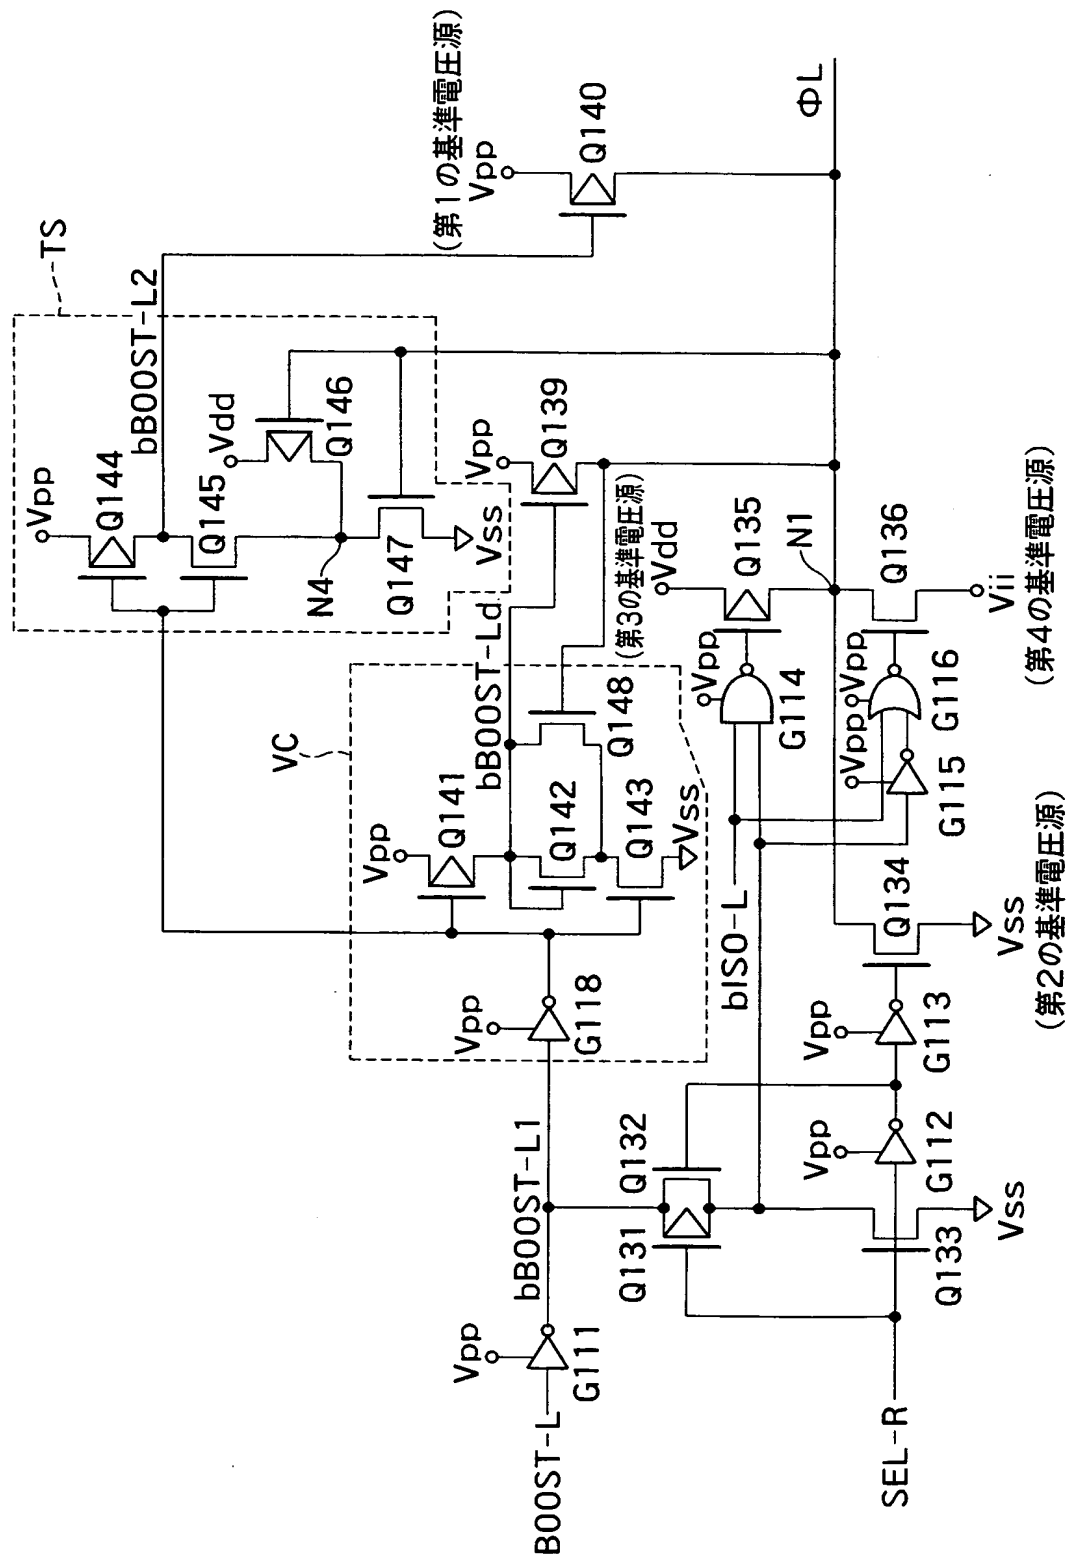 Vpp
TS
Q144
bBOOST-L2
Q145
Vdd
N4
Q146
VC
Q147
Vpp
Q141
(第1の基準電圧源)
Vpp
Vss
bBOOST-Ld
Vpp
Vpp
Vpp
bBOOST-L1
BOOST-L
G111
G118
Q142
Q139
Q140
Q148
(第3の基準電圧源)
Q131
Q132
Q143
Vdd
Vss
Vpp
bISO-L
Q135
G114
N1
ΦL
Vpp
Vpp
Vpp
Vpp
SEL-R
Q134
Q136
Q133
G112
G113
G115
G116
Vss
Vss
Vii
(第2の基準電圧源)
(第4の基準電圧源)